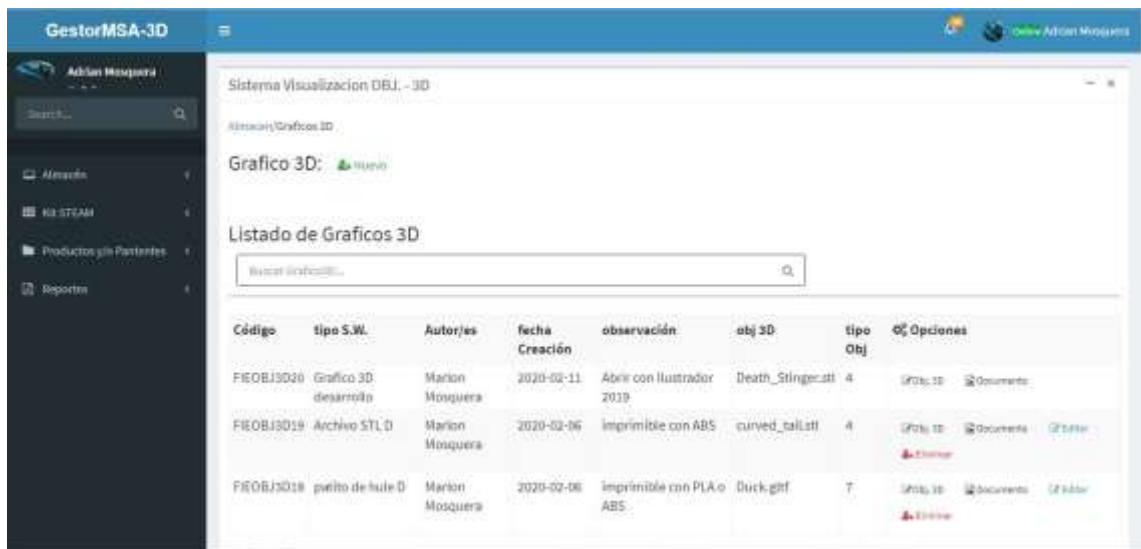 GestorMSA-3D
Online Adrian Mosquera
Adrian Mosquera
Search...
Sistema Visualizacion OBJ. - 3D
Almacen/Graficos 3D
Grafico 3D: Nuevo
Almacén
Kit STEAM
Productos y/o
Reportes
Listado de Graficos 3D
Buscar
Código tipo S.W. Autor/es fecha Creación observación obj 3D tipo Obj Opciones
FIEOBJ3D20 Grafico 3D desarrollo Marlon Mosquera 2020-02-11 Abrir con Ilustrador 2019 Death_Stinger.stl 4 Obj 3D Documento
FIEOBJ3D19 Archivo STL D Marlon Mosquera 2020-02-06 imprimible con ABS curved_tail.stl 4 Obj 3D Documento Editar Eliminar
FIEOBJ3D18 patito de hule D Marlon Mosquera 2020-02-06 imprimible con PLA o ABS Duck.gltf 7 Obj 3D Documento Editar Eliminar